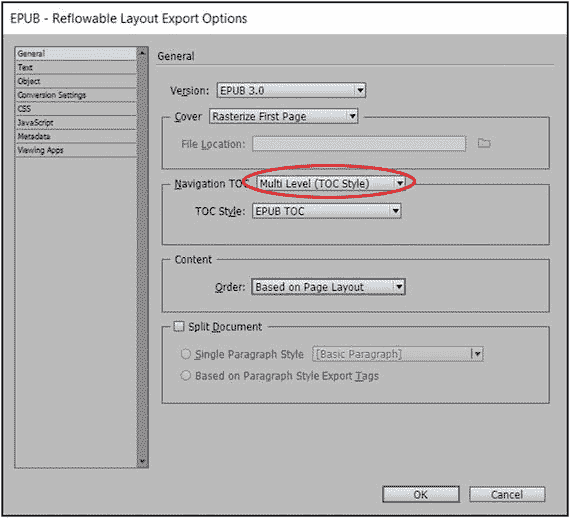 EPUB - Reflowable Layout Export Options
General
Text
Object
Conversion Settings
CSS
JavaScript
Metadata
Viewing Apps
General
Version: EPUB 3.0
Cover Rasterize First Page
File Location:
Navigation TOC Multi Level (TOC Style)
TOC Style: EPUB TOC
Content
Order: Based on Page Layout
Split Document
Single Paragraph Style [Basic Paragraph]
Based on Paragraph Style Export Tags
OK Cancel